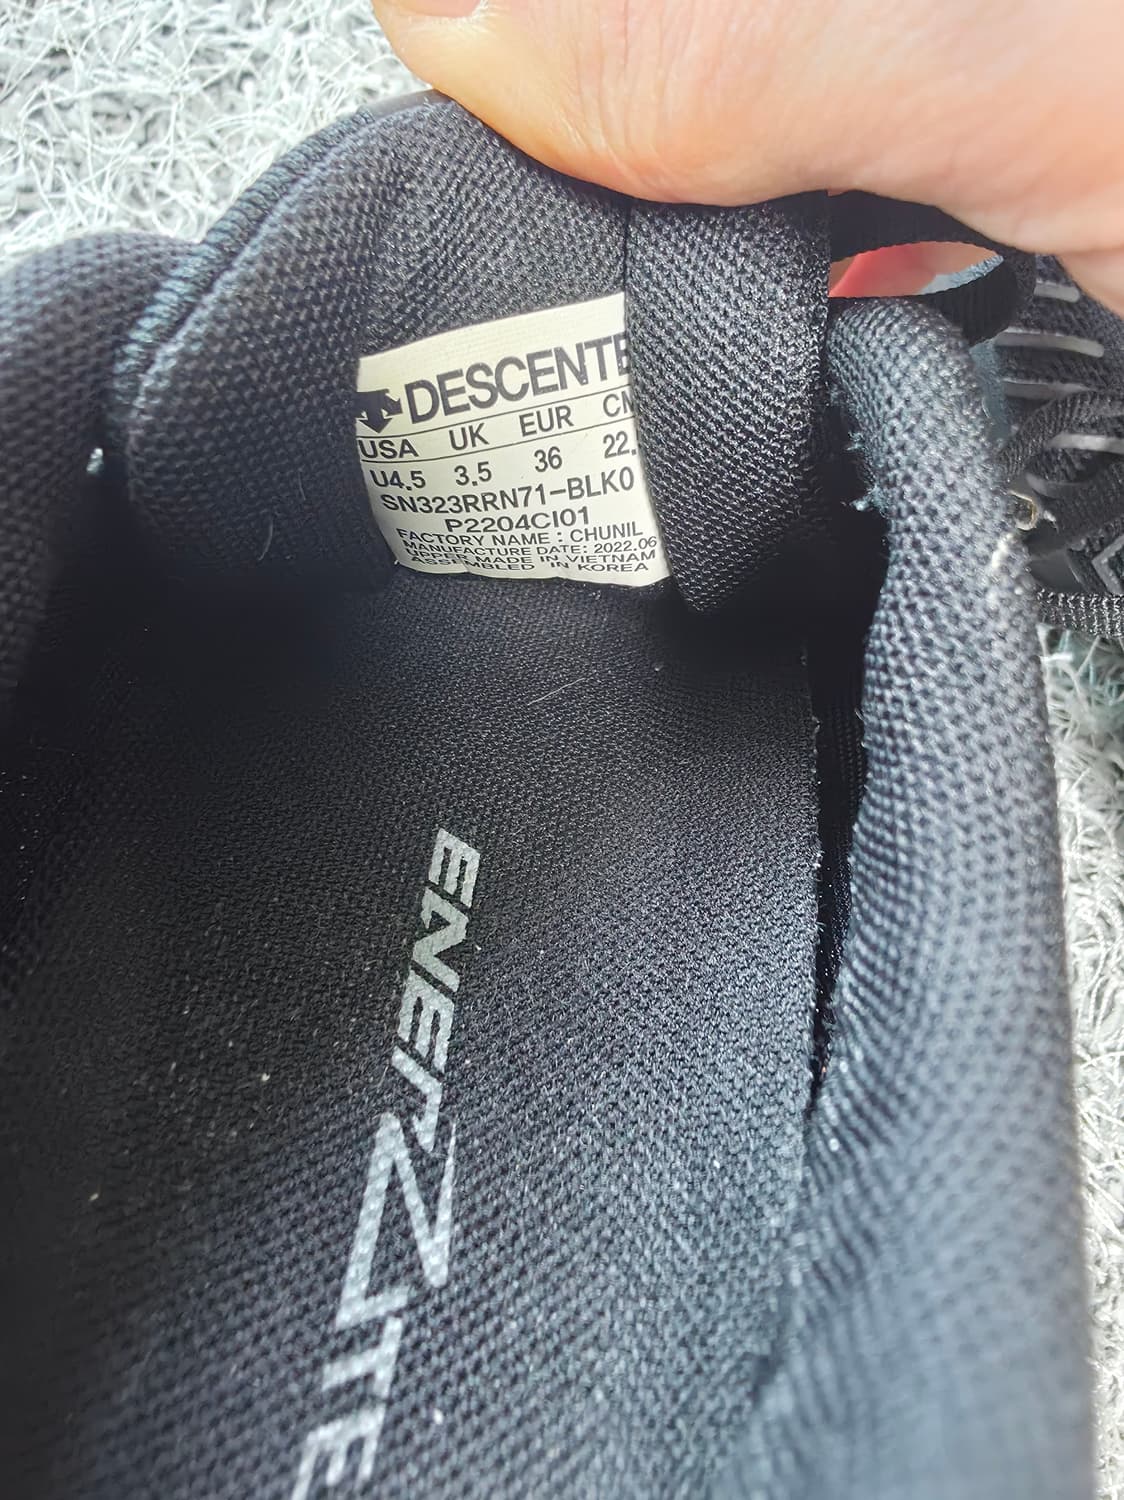 DESCENTE
USA UK EUR CM
U4.5 3.5 36 22.
SN323RRN71-BLK0
P2204CI01
FACTORY NAME : CHUNIL
MANUFACTURE DATE: 2022.06
UPPER MADE IN VIETNAM
ASSEMBLED IN KOREA
ENERZLITE